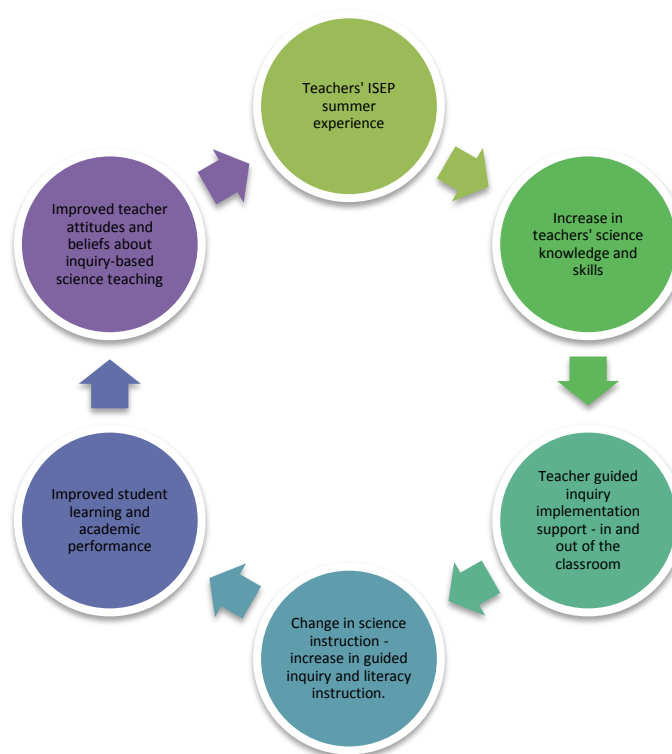 Teachers' ISEP
summer
experience
Increase in
teachers' science
knowledge and
skills
Teacher guided
inquiry
implementation
support - in and
out of the
classroom
Change in science
instruction -
increase in guided
inquiry and literacy
instruction.
Improved student
learning and
academic
performance
Improved teacher
attitudes and
beliefs about
inquiry-based
science teaching